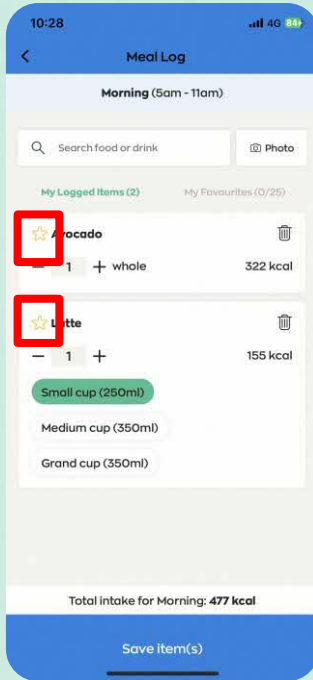 10:28
4G 84
Meal Log
Morning (5am - 11am)
Search food or drink
Photo
My Logged Items (2)
My Favourites (0/25)
Avocado
1 whole
322 kcal
Latte
1
155 kcal
Small cup (250ml)
Medium cup (350ml)
Grand cup (350ml)
Total intake for Morning: 477 kcal
Save item(s)